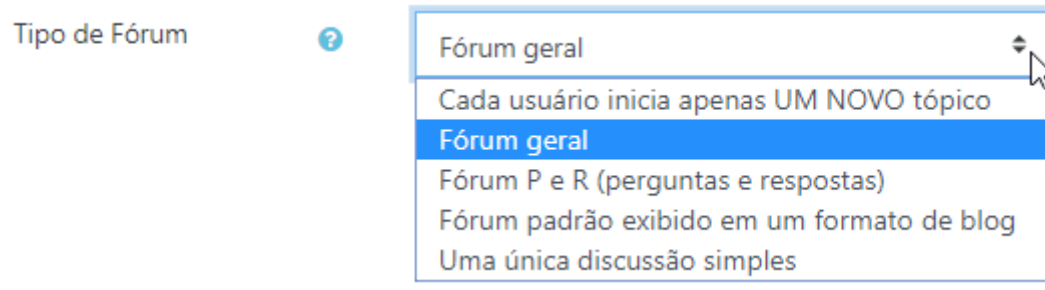 Tipo de Fórum
Fórum geral
Cada usuário inicia apenas UM NOVO tópico
Fórum geral
Fórum P e R (perguntas e respostas)
Fórum padrão exibido em um formato de blog
Uma única discussão simples